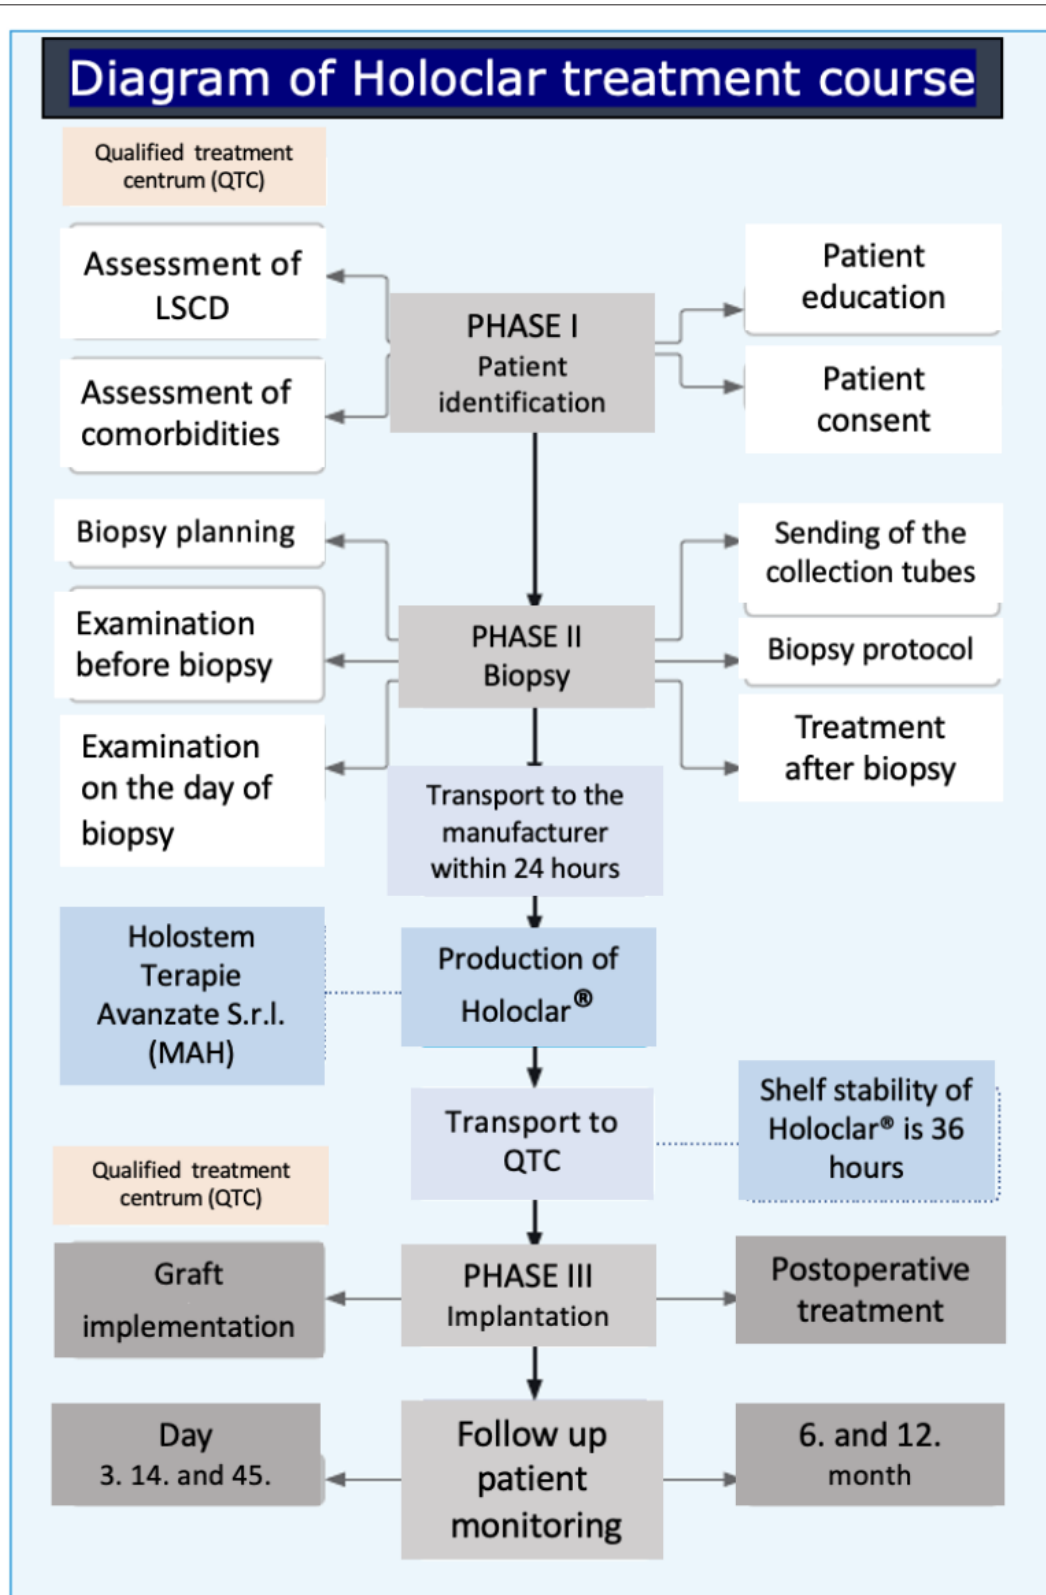 Diagram of Holoclar treatment course
Qualified treatment
centrum (QTC)
Assessment of
LSCD
Assessment of
comorbidities
PHASE I
Patient
identification
Patient
education
Patient
consent
Biopsy planning
Examination
before biopsy
Examination
on the day of
biopsy
PHASE II
Biopsy
Sending of the
collection tubes
Biopsy protocol
Treatment
after biopsy
Transport to the
manufacturer
within 24 hours
Holostem
Terapie
Avanzate S.r.l.
(MAH)
Production of
Holoclar®
Transport to
QTC
Shelf stability of
Holoclar® is 36
hours
Qualified treatment
centrum (QTC)
Graft
implementation
PHASE III
Implantation
Postoperative
treatment
Day
3. 14. and 45.
Follow up
patient
monitoring
6. and 12.
month